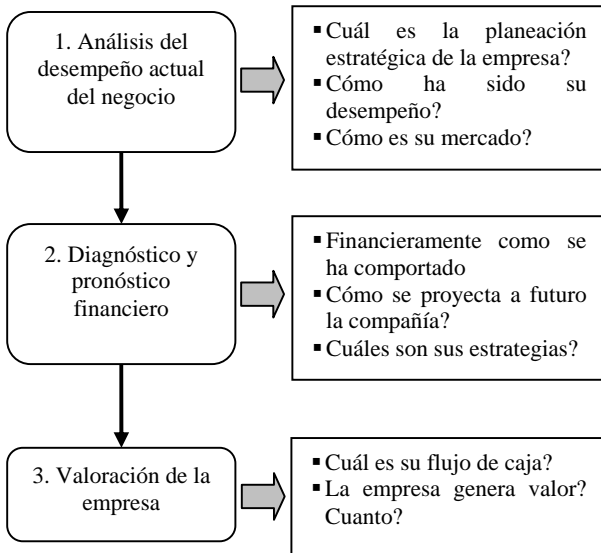 1. Análisis del
desempeño actual
del negocio
▪ Cuál es la planeación
estratégica de la empresa?
▪ Cómo ha sido su
desempeño?
▪ Cómo es su mercado?
2. Diagnóstico y
pronóstico
financiero
▪ Financieramente como se
ha comportado
▪ Cómo se proyecta a futuro
la compañía?
▪ Cuáles son sus estrategias?
3. Valoración de la
empresa
▪ Cuál es su flujo de caja?
▪ La empresa genera valor?
Cuanto?